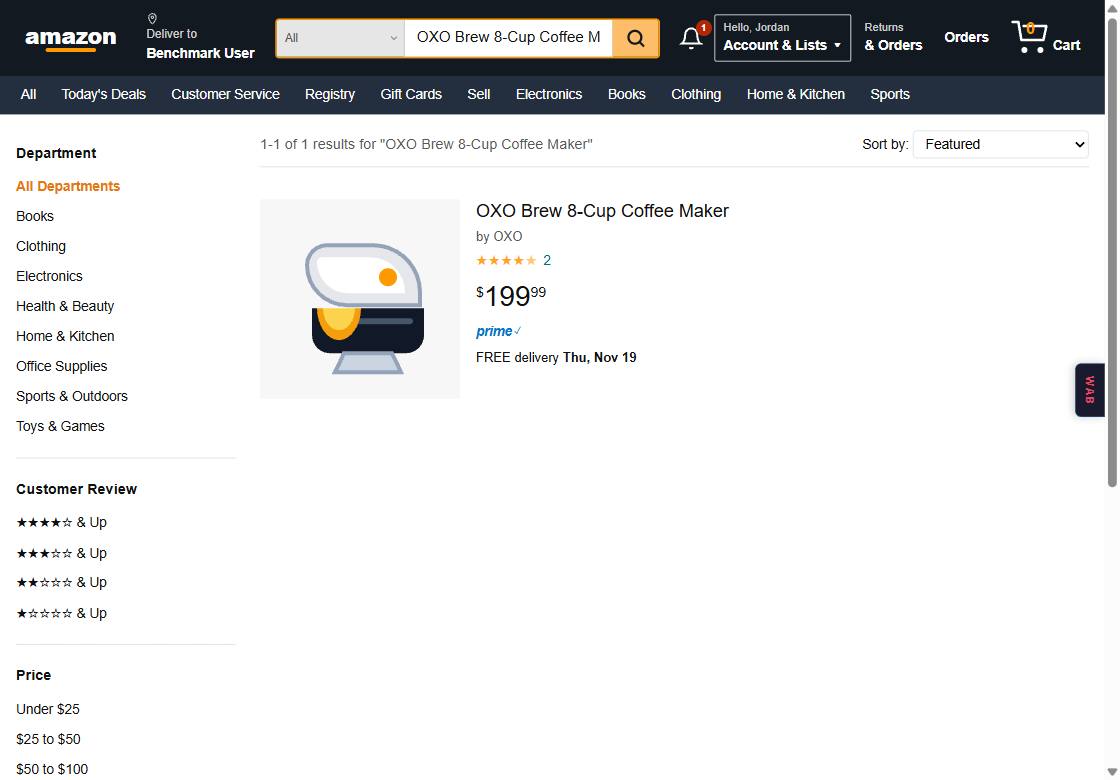 amazon
Deliver to
Benchmark User
All
OXO Brew 8-Cup Coffee M
1
Hello, Jordan
Account & Lists
Returns
& Orders
Orders
0
Cart
All
Today's Deals
Customer Service
Registry
Gift Cards
Sell
Electronics
Books
Clothing
Home & Kitchen
Sports
1-1 of 1 results for "OXO Brew 8-Cup Coffee Maker"
Sort by:
Featured
Department
All Departments
Books
Clothing
Electronics
Health & Beauty
Home & Kitchen
Office Supplies
Sports & Outdoors
Toys & Games
Customer Review
★★★★☆ & Up
★★★☆☆ & Up
★★☆☆☆ & Up
★☆☆☆☆ & Up
Price
Under $25
$25 to $50
$50 to $100
OXO Brew 8-Cup Coffee Maker
by OXO
★★★★★ 2
$19999
prime✓
FREE delivery Thu, Nov 19
WAB